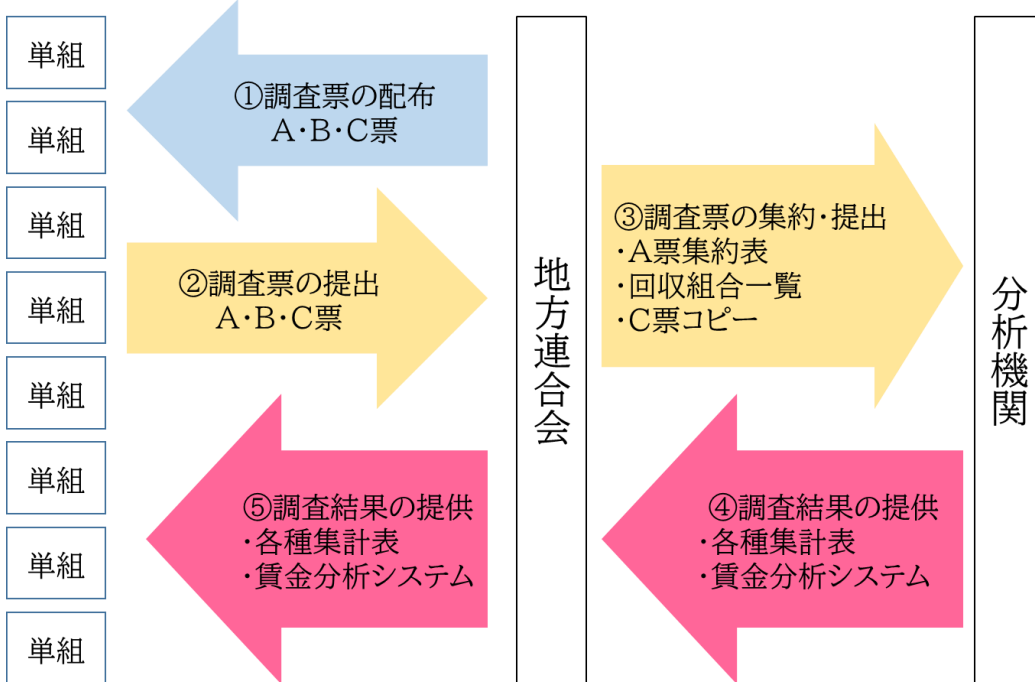 単組
単組
単組
単組
単組
単組
単組
単組
①調査票の配布
A・B・C票
②調査票の提出
A・B・C票
⑤調査結果の提供
・各種集計表
・賃金分析システム
地方連合会
③調査票の集約・提出
・A票集約表
・回収組合一覧
・C票コピー
④調査結果の提供
・各種集計表
・賃金分析システム
分析機関